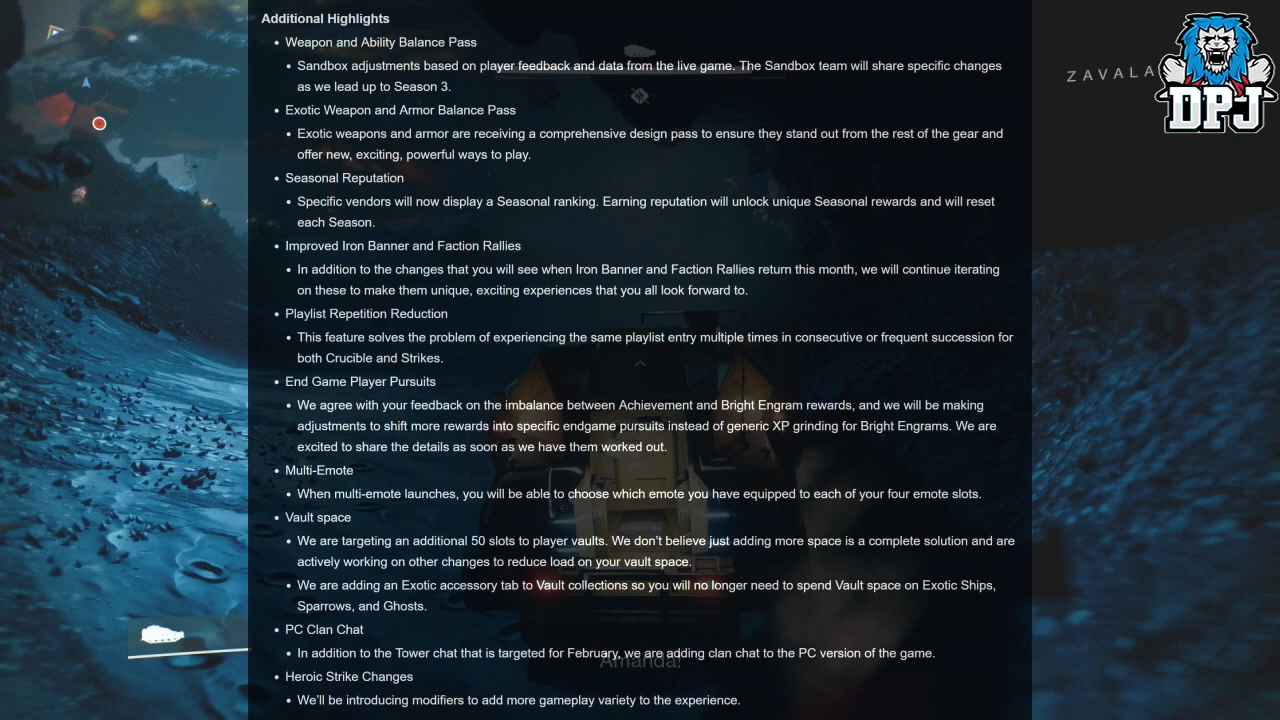 Additional Highlights
• Weapon and Ability Balance Pass
• Sandbox adjustments based on player feedback and data from the live game. The Sandbox team will share specific changes
as we lead up to Season 3.
• Exotic Weapon and Armor Balance Pass
• Exotic weapons and armor are receiving a comprehensive design pass to ensure they stand out from the rest of the gear and
offer new, exciting, powerful ways to play.
• Seasonal Reputation
• Specific vendors will now display a Seasonal ranking. Earning reputation will unlock unique Seasonal rewards and will reset
each Season.
• Improved Iron Banner and Faction Rallies
• In addition to the changes that you will see when Iron Banner and Faction Rallies return this month, we will continue iterating
on these to make them unique, exciting experiences that you all look forward to.
• Playlist Repetition Reduction
• This feature solves the problem of experiencing the same playlist entry multiple times in consecutive or frequent succession for
both Crucible and Strikes.
• End Game Player Pursuits
• We agree with your feedback on the imbalance between Achievement and Bright Engram rewards, and we will be making
adjustments to shift more rewards into specific endgame pursuits instead of generic XP grinding for Bright Engrams. We are
excited to share the details as soon as we have them worked out.
• Multi-Emote
• When multi-emote launches, you will be able to choose which emote you have equipped to each of your four emote slots.
• Vault space
• We are targeting an additional 50 slots to player vaults. We don’t believe just adding more space is a complete solution and are
actively working on other changes to reduce load on your vault space.
• We are adding an Exotic accessory tab to Vault collections so you will no longer need to spend Vault space on Exotic Ships,
Sparrows, and Ghosts.
• PC Clan Chat
• In addition to the Tower chat that is targeted for February, we are adding clan chat to the PC version of the game.
• Heroic Strike Changes
• We’ll be introducing modifiers to add more gameplay variety to the experience.
Amanda!
ZAVALA
DPJ